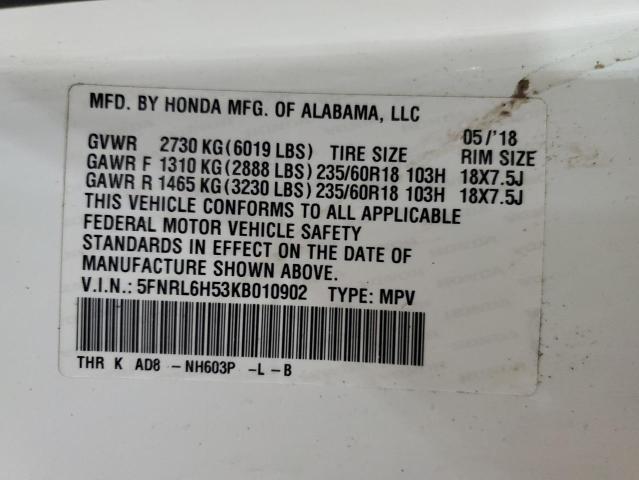 MFD. BY HONDA MFG. OF ALABAMA, LLC
05/'18
GVWR 2730 KG(6019 LBS) TIRE SIZE RIM SIZE
GAWR F 1310 KG(2888 LBS) 235/60R18 103H 18X7.5J
GAWR R 1465 KG(3230 LBS) 235/60R18 103H 18X7.5J
THIS VEHICLE CONFORMS TO ALL APPLICABLE
FEDERAL MOTOR VEHICLE SAFETY
STANDARDS IN EFFECT ON THE DATE OF
MANUFACTURE SHOWN ABOVE.
V.I.N.: 5FNRL6H53KB010902 TYPE: MPV
THR K AD8 -NH603P -L -B